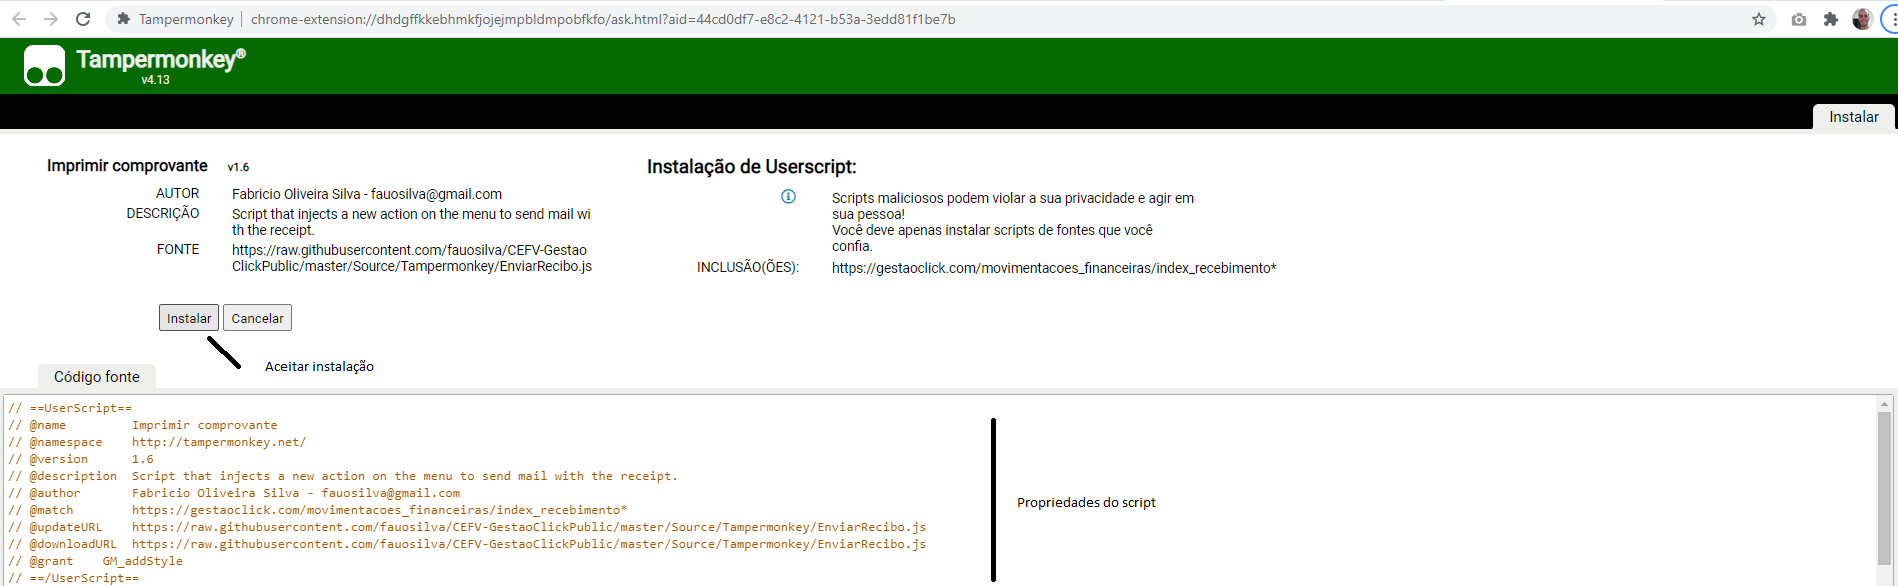 Tampermonkey | chrome-extension://dhdgffkkebhmkfjojejmpbldmpobfkfo/ask.html?aid=44cd0df7-e8c2-4121-b53a-3edd81f1be7b
Tampermonkey®
v4.13
Instalar
Imprimir comprovante v1.6
AUTOR Fabricio Oliveira Silva - fauosilva@gmail.com
DESCRIÇÃO Script that injects a new action on the menu to send mail wi
th the receipt.
FONTE https://raw.githubusercontent.com/fauosilva/CEFV-Gestao
ClickPublic/master/Source/Tampermonkey/EnviarRecibo.js
Instalação de Userscript:
Scripts maliciosos podem violar a sua privacidade e agir em
sua pessoa!
Você deve apenas instalar scripts de fontes que você
confia.
INCLUSÃO(ÕES): https://gestaoclick.com/movimentacoes_financeiras/index_recebimento*
Instalar Cancelar
Aceitar instalação
Código fonte
// ==UserScript==
// @name Imprimir comprovante
// @namespace http://tampermonkey.net/
// @version 1.6
// @description Script that injects a new action on the menu to send mail with the receipt.
// @author Fabricio Oliveira Silva - fauosilva@gmail.com
// @match https://gestaoclick.com/movimentacoes_financeiras/index_recebimento*
// @updateURL https://raw.githubusercontent.com/fauosilva/CEFV-GestaoClickPublic/master/Source/Tampermonkey/EnviarRecibo.js
// @downloadURL https://raw.githubusercontent.com/fauosilva/CEFV-GestaoClickPublic/master/Source/Tampermonkey/EnviarRecibo.js
// @grant GM_addStyle
// ==/UserScript==
Propriedades do script